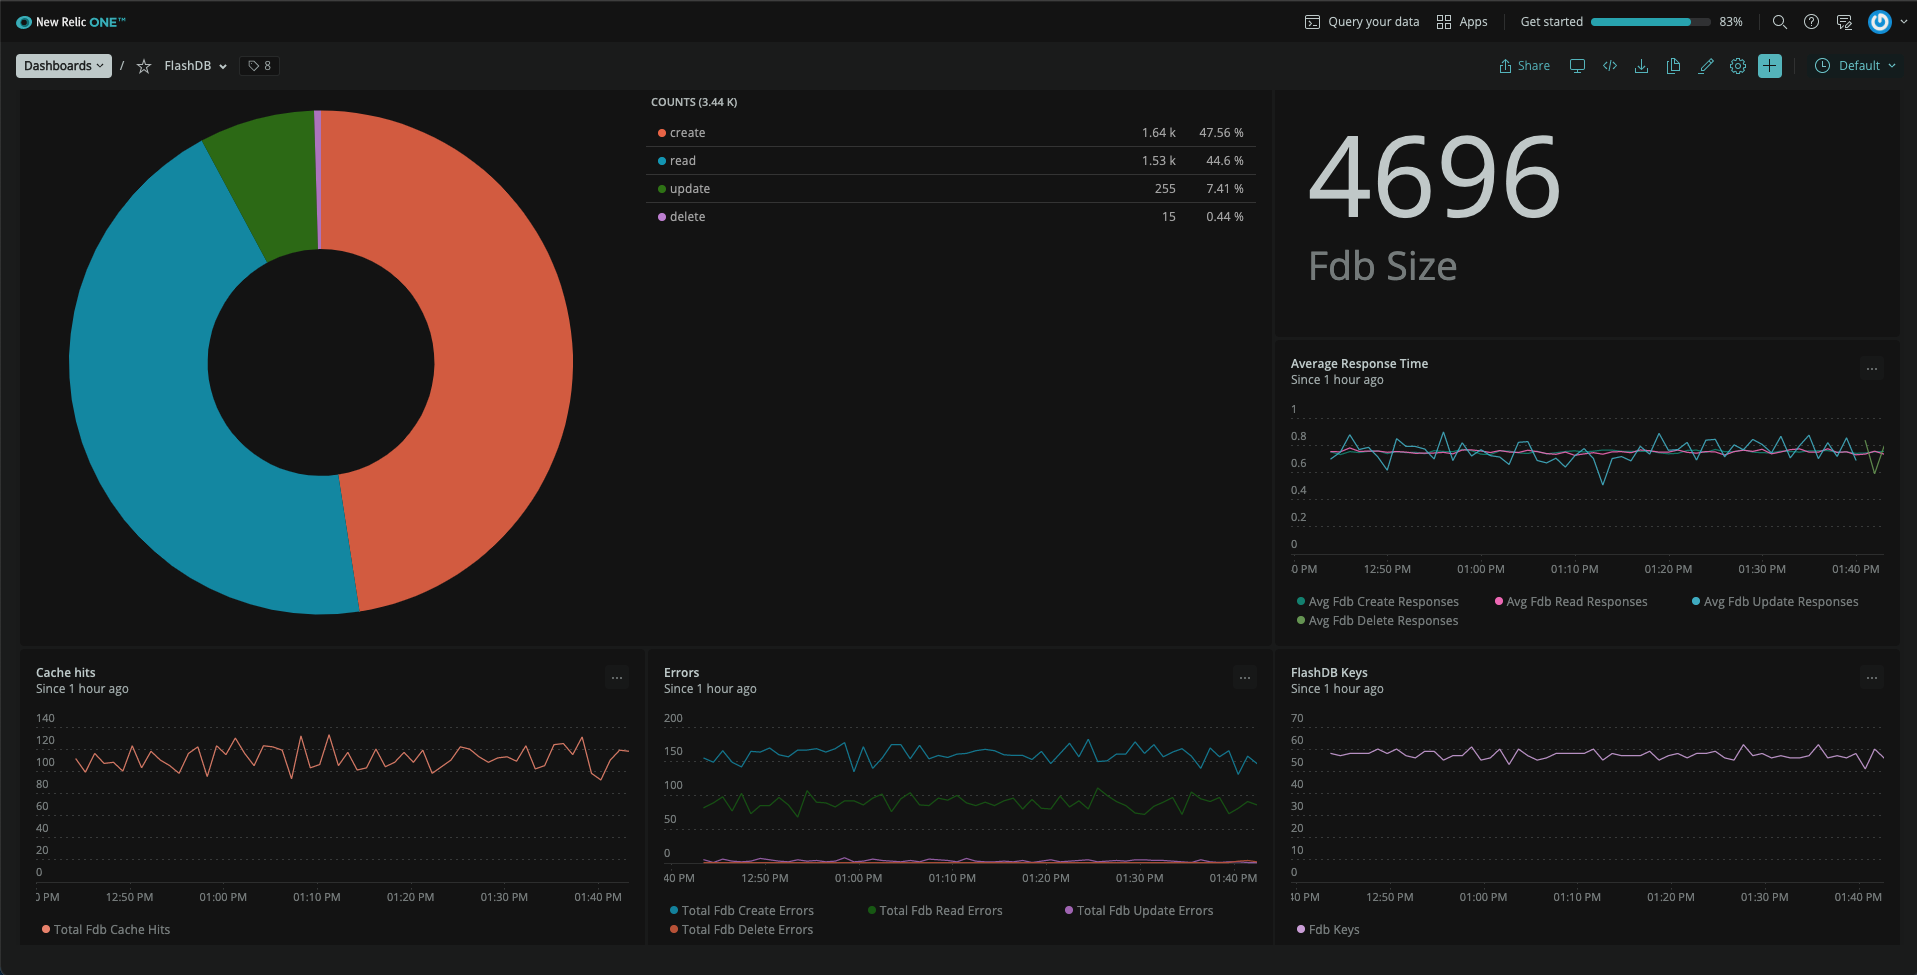 New Relic ONE™
Query your data
Apps
Get started
83%
Dashboards
/
FlashDB
8
Share
Default
COUNTS (3.44 K)
create 1.64 k 47.56 %
read 1.53 k 44.6 %
update 255 7.41 %
delete 15 0.44 %
4696
Fdb Size
Average Response Time
Since 1 hour ago
...
1
0.8
0.6
0.4
0.2
0
0 PM 12:50 PM 01:00 PM 01:10 PM 01:20 PM 01:30 PM 01:40 PM
Avg Fdb Create Responses Avg Fdb Read Responses Avg Fdb Update Responses
Avg Fdb Delete Responses
Cache hits
Since 1 hour ago
...
140
120
100
80
60
40
20
0
0 PM 12:50 PM 01:00 PM 01:10 PM 01:20 PM 01:30 PM 01:40 PM
Total Fdb Cache Hits
Errors
Since 1 hour ago
...
200
150
100
50
0
40 PM 12:50 PM 01:00 PM 01:10 PM 01:20 PM 01:30 PM 01:40 PM
Total Fdb Create Errors Total Fdb Read Errors Total Fdb Update Errors
Total Fdb Delete Errors
FlashDB Keys
Since 1 hour ago
...
70
60
50
40
30
20
10
0
40 PM 12:50 PM 01:00 PM 01:10 PM 01:20 PM 01:30 PM 01:40 PM
Fdb Keys